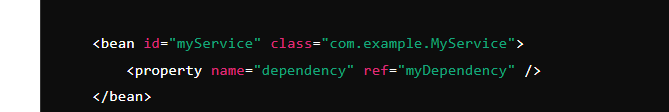 <bean id="myService" class="com.example.MyService">
    <property name="dependency" ref="myDependency" />
</bean>